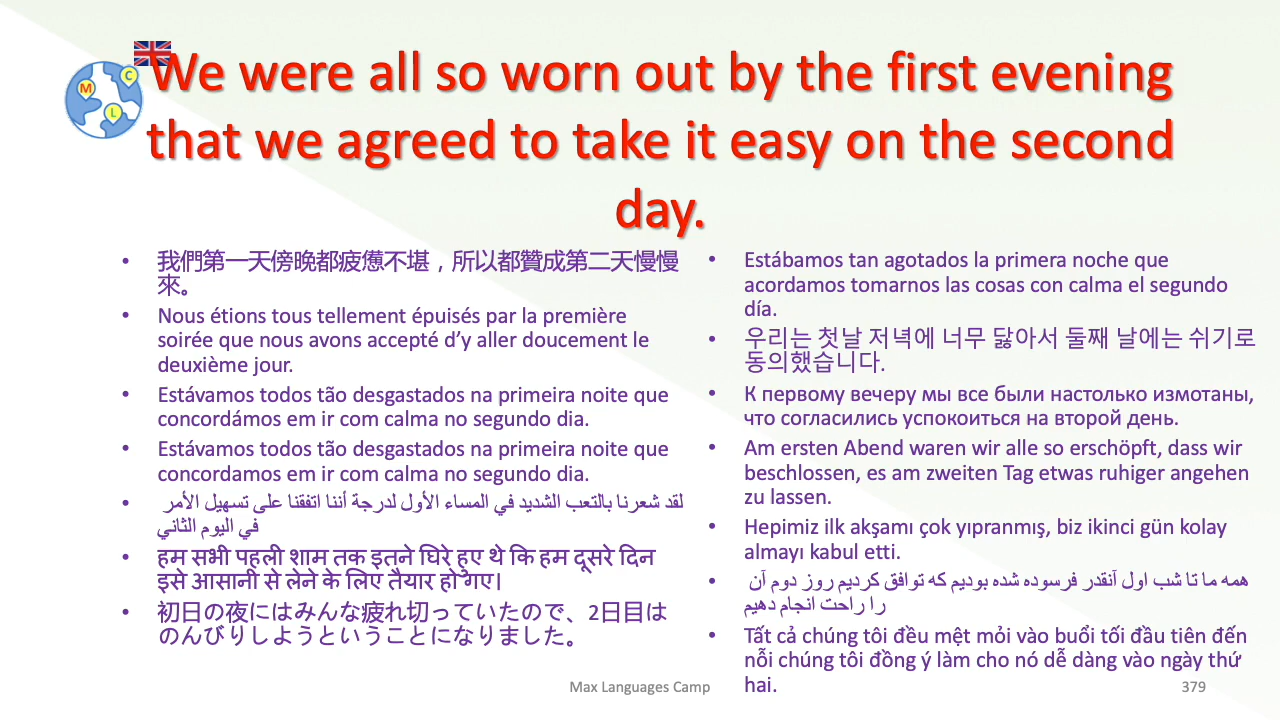 We were all so worn out by the first evening
that we agreed to take it easy on the second
day.
M
C
L
我們第一天傍晚都疲憊不堪，所以都贊成第二天慢慢
來。
Nous étions tous tellement épuisés par la première
soirée que nous avons accepté d’y aller doucement le
deuxième jour.
Estávamos todos tão desgastados na primeira noite que
concordámos em ir com calma no segundo dia.
Estávamos todos tão desgastados na primeira noite que
concordamos em ir com calma no segundo dia.
لقد شعرنا بالتعب الشديد في المساء الأول لدرجة أننا اتفقنا على تسهيل الأمر
في اليوم الثاني
हम सभी पहली शाम तक इतने घिरे हुए थे कि हम दूसरे दिन
इसे आसानी से लेने के लिए तैयार हो गए।
初日の夜にはみんな疲れ切っていたので、2日目は
のんびりしようということになりました。
Estábamos tan agotados la primera noche que
acordamos tomarnos las cosas con calma el segundo
día.
우리는 첫날 저녁에 너무 닳아서 둘째 날에는 쉬기로
동의했습니다.
К первому вечеру мы все были настолько измотаны,
что согласились успокоиться на второй день.
Am ersten Abend waren wir alle so erschöpft, dass wir
beschlossen, es am zweiten Tag etwas ruhiger angehen
zu lassen.
Hepimiz ilk akşamı çok yıpranmış, biz ikinci gün kolay
almayı kabul etti.
همه ما تا شب اول آنقدر فرسوده شده بودیم که توافق کردیم روز دوم آن
را راحت انجام دهیم
Tất cả chúng tôi đều mệt mỏi vào buổi tối đầu tiên đến
nỗi chúng tôi đồng ý làm cho nó dễ dàng vào ngày thứ
hai.
Max Languages Camp
379